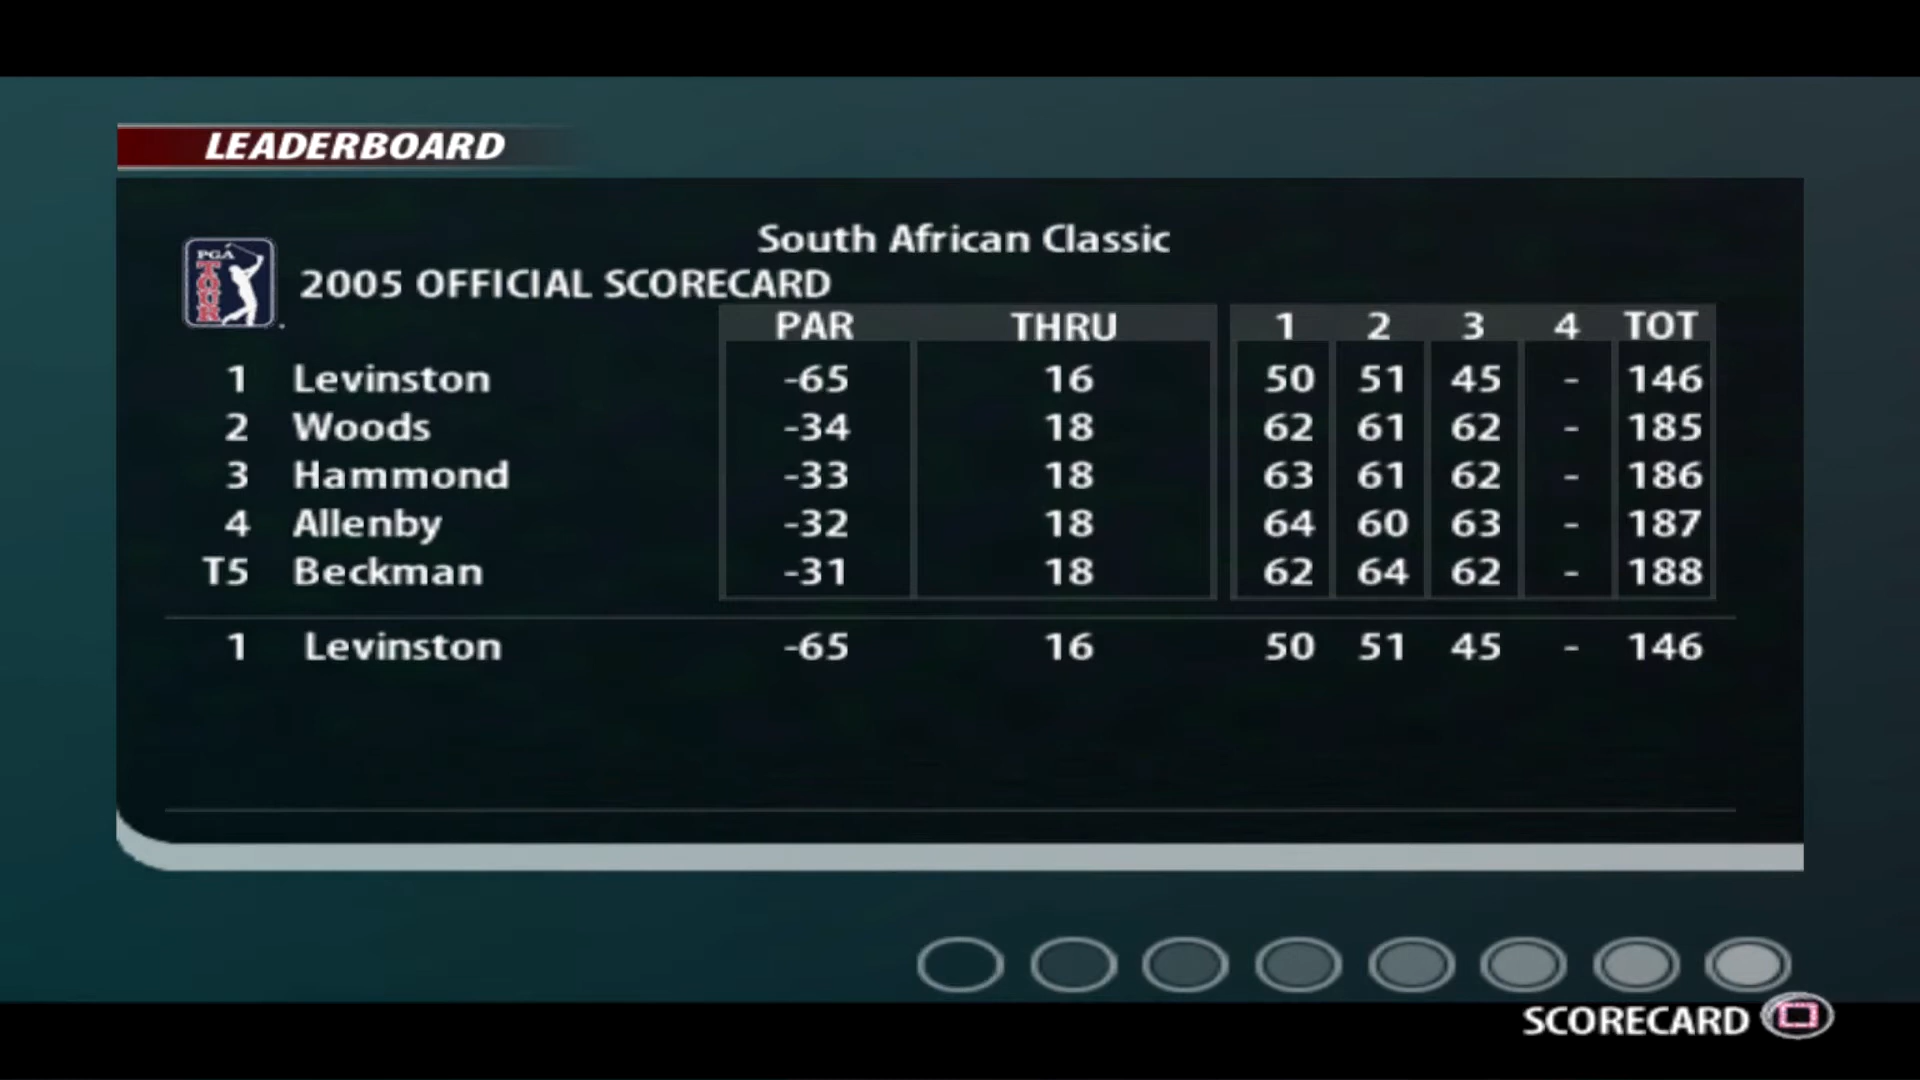 LEADERBOARD
South African Classic
PGA TOUR
2005 OFFICIAL SCORECARD
PAR THRU 1 2 3 4 TOT
1 Levinston -65 16 50 51 45 - 146
2 Woods -34 18 62 61 62 - 185
3 Hammond -33 18 63 61 62 - 186
4 Allenby -32 18 64 60 63 - 187
T5 Beckman -31 18 62 64 62 - 188
1 Levinston -65 16 50 51 45 - 146
SCORECARD